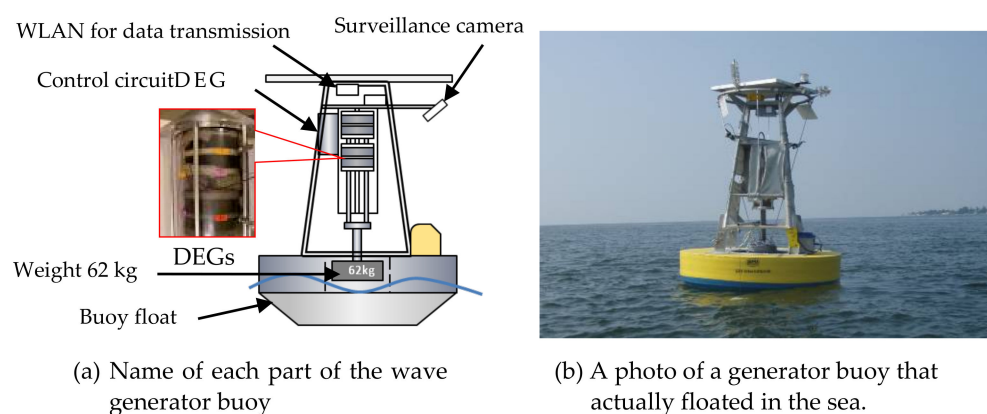 WLAN for data transmission
Surveillance camera
Control circuitDEG
DEGs
Weight 62 kg
62kg
Buoy float
(a) Name of each part of the wave
generator buoy
(b) A photo of a generator buoy that
actually floated in the sea.